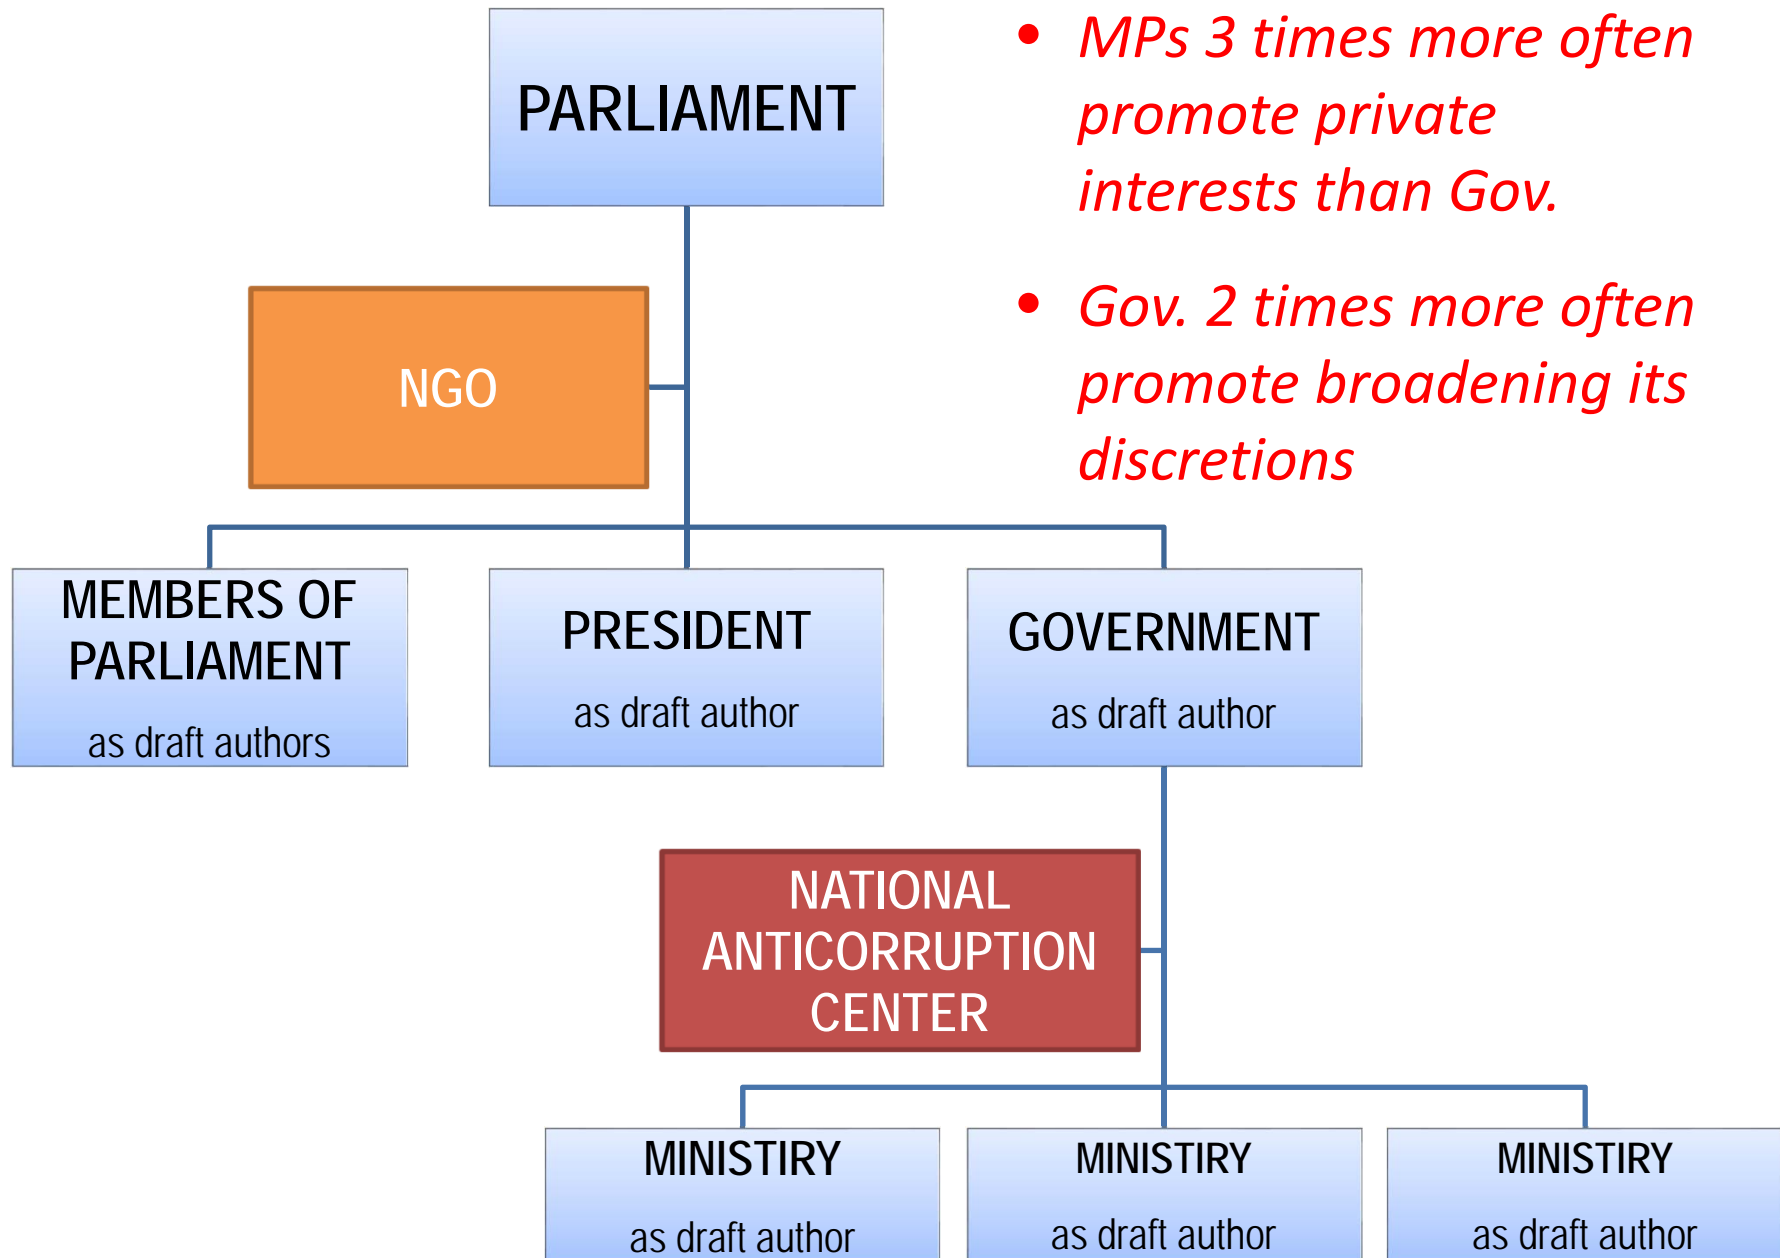 PARLIAMENT
• MPs 3 times more often
promote private
interests than Gov.
• Gov. 2 times more often
promote broadening its
discretions
NGO
MEMBERS OF
PARLIAMENT
as draft authors
PRESIDENT
as draft author
GOVERNMENT
as draft author
NATIONAL
ANTICORRUPTION
CENTER
MINISTIRY
as draft author
MINISTIRY
as draft author
MINISTIRY
as draft author